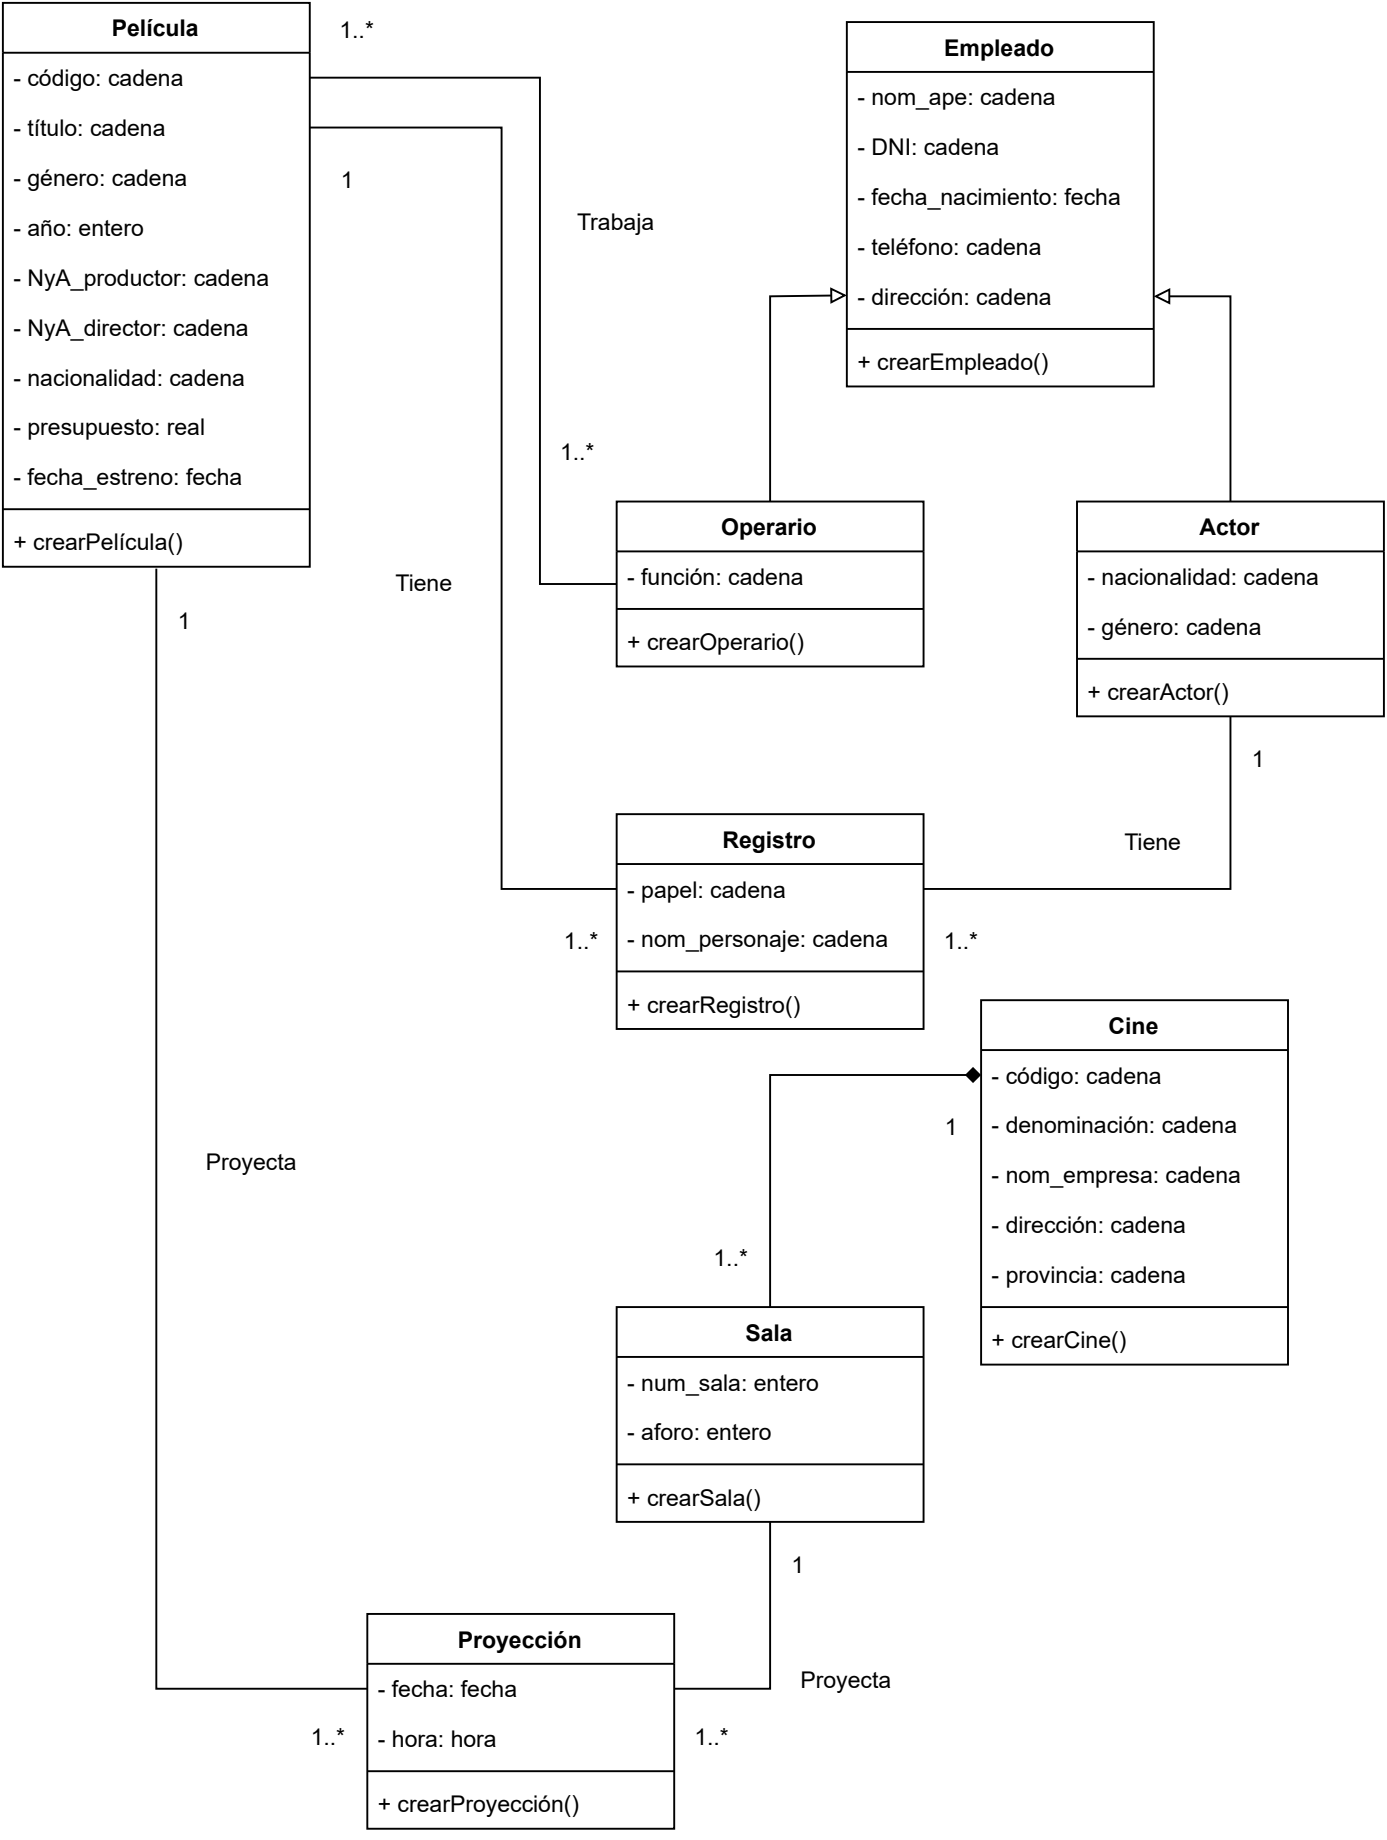 Película
- código: cadena
- título: cadena
- género: cadena
- año: entero
- NyA_productor: cadena
- NyA_director: cadena
- nacionalidad: cadena
- presupuesto: real
- fecha_estreno: fecha
+ crearPelícula()
1..*
1
Trabaja
1..*
Tiene
1
Empleado
- nom_ape: cadena
- DNI: cadena
- fecha_nacimiento: fecha
- teléfono: cadena
- dirección: cadena
+ crearEmpleado()
Operario
- función: cadena
+ crearOperario()
Actor
- nacionalidad: cadena
- género: cadena
+ crearActor()
1
Tiene
Registro
- papel: cadena
- nom_personaje: cadena
+ crearRegistro()
1..*
1..*
Cine
- código: cadena
- denominación: cadena
- nom_empresa: cadena
- dirección: cadena
- provincia: cadena
+ crearCine()
1
Proyecta
1..*
Sala
- num_sala: entero
- aforo: entero
+ crearSala()
1
Proyecta
Proyección
- fecha: fecha
- hora: hora
+ crearProyección()
1..*
1..*